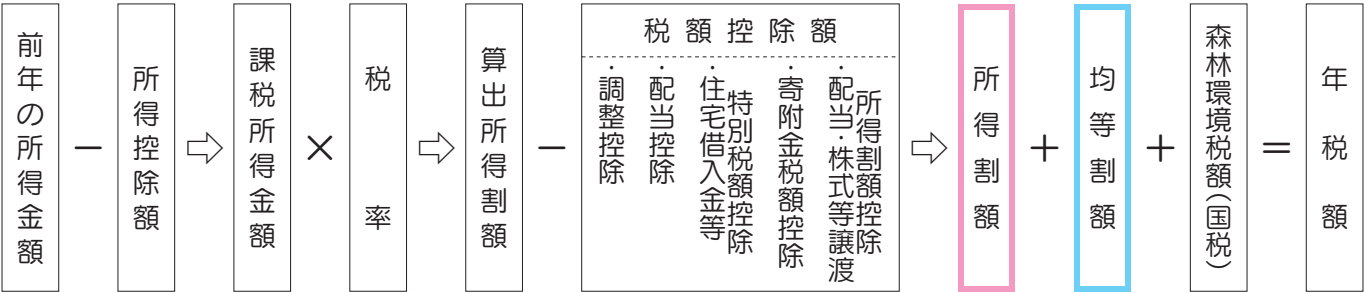 前年の所得金額
−
所得控除額
⇨
課税所得金額
×
税率
⇨
算出所得割額
−
税額控除額
・調整控除
・配当控除
・住宅借入金等
特別税額控除
・寄附金税額控除
・配当・株式等譲渡
所得割額控除
⇨
所得割額
+
均等割額
+
森林環境税額(国税)
=
年税額